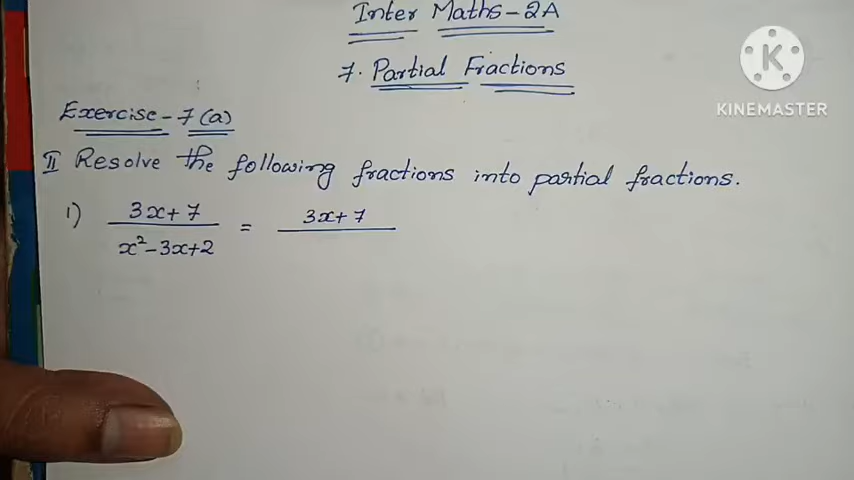 Inter Maths-2A
7. Partial Fractions
K
KINEMASTER
Exercise-7(a)
II Resolve the following fractions into partial fractions.
1) 3x+7 = 3x+7
x²-3x+2